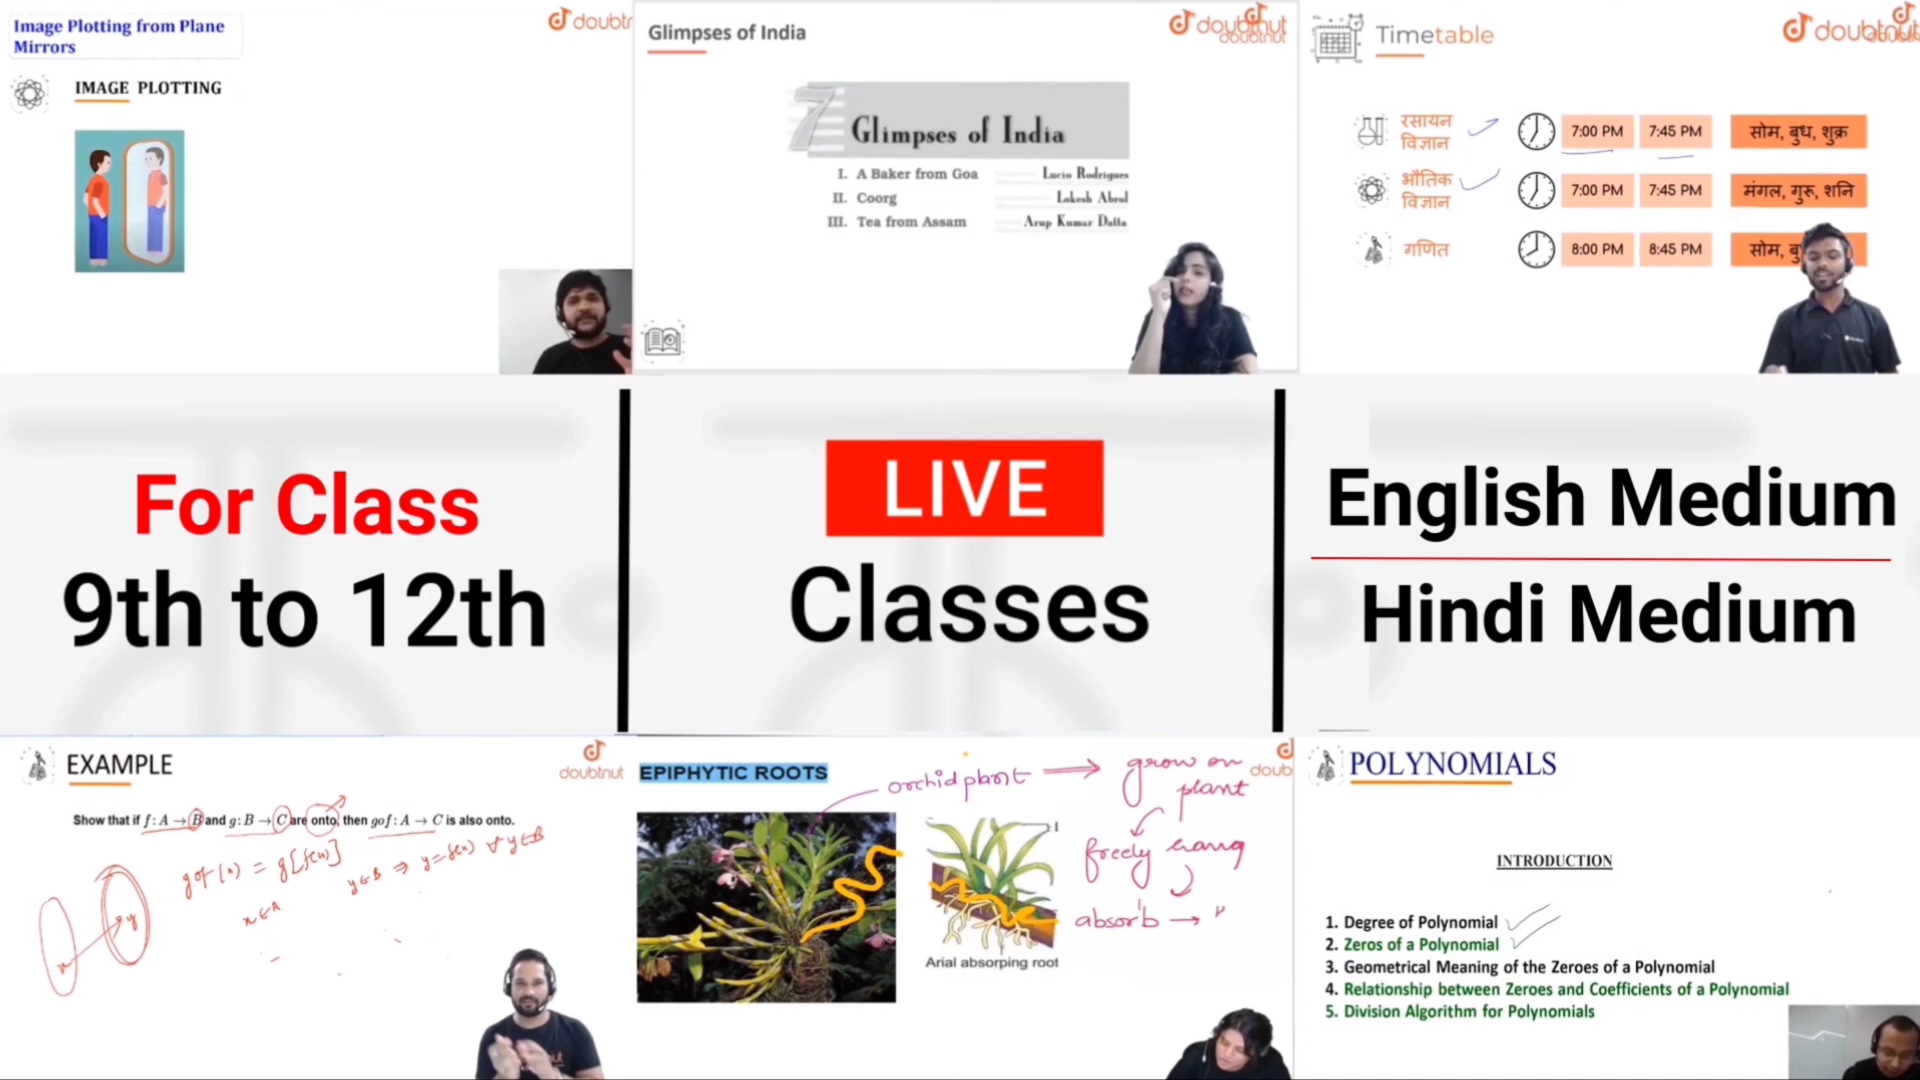 Image Plotting from Plane
Mirrors
doubtn
IMAGE PLOTTING
Glimpses of India
doubtnut
doubtnut
7
Glimpses of India
I. A Baker from Goa Lucio Rodrigues
II. Coorg Lokesh Abrol
III. Tea from Assam Arup Kumar Datta
Timetable
doubtnut
रसायन
विज्ञान
7:00 PM 7:45 PM सोम, बुध, शुक्र
भौतिक
विज्ञान
7:00 PM 7:45 PM मंगल, गुरु, शनि
गणित 8:00 PM 8:45 PM सोम, बु
For Class
9th to 12th
LIVE
Classes
English Medium
Hindi Medium
EXAMPLE
doubtnut
Show that if f : A → B and g : B → C are onto, then gof : A → C is also onto.
gof(x) = g[f(x)]
x∈A
y∈B ⇒ y=f(x) ∀ y∈B
x
y
EPIPHYTIC ROOTS
doub
orchid plant → grow on
plant
freely hang
absorb → "
Arial absorping root
POLYNOMIALS
INTRODUCTION
1. Degree of Polynomial
2. Zeros of a Polynomial
3. Geometrical Meaning of the Zeroes of a Polynomial
4. Relationship between Zeroes and Coefficients of a Polynomial
5. Division Algorithm for Polynomials